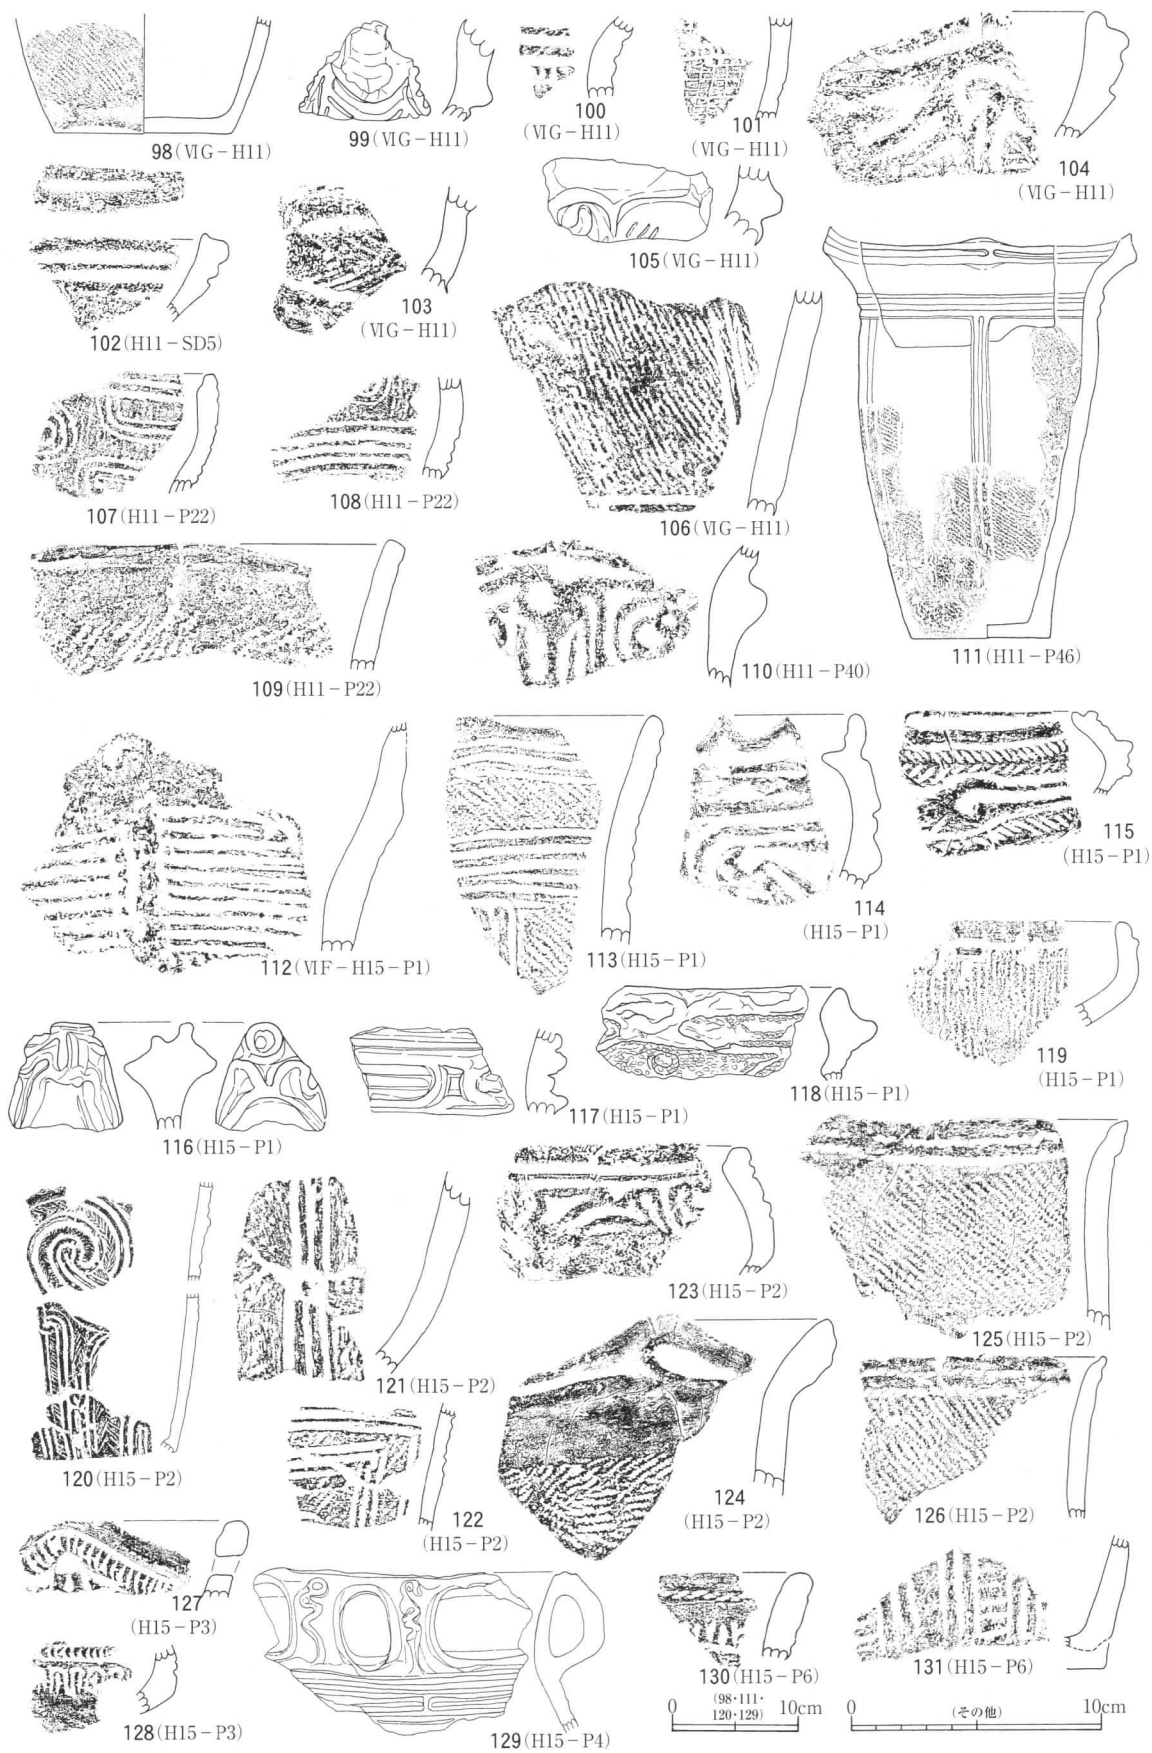 98(ⅥG−H11)
99(ⅥG−H11)
100
(ⅥG−H11)
101
(ⅥG−H11)
104
(ⅥG−H11)
102(H11−SD5)
103
(ⅥG−H11)
105(ⅥG−H11)
107(H11−P22)
108(H11−P22)
106(ⅥG−H11)
109(H11−P22)
110(H11−P40)
111(H11−P46)
112(ⅥF−H15−P1)
113(H15−P1)
114
(H15−P1)
115
(H15−P1)
116(H15−P1)
117(H15−P1)
118(H15−P1)
119
(H15−P1)
120(H15−P2)
121(H15−P2)
122
(H15−P2)
123(H15−P2)
124
(H15−P2)
125(H15−P2)
126(H15−P2)
127
(H15−P3)
128(H15−P3)
129(H15−P4)
130(H15−P6)
131(H15−P6)
0 (98・111・
120・129) 10cm
0 (その他) 10cm